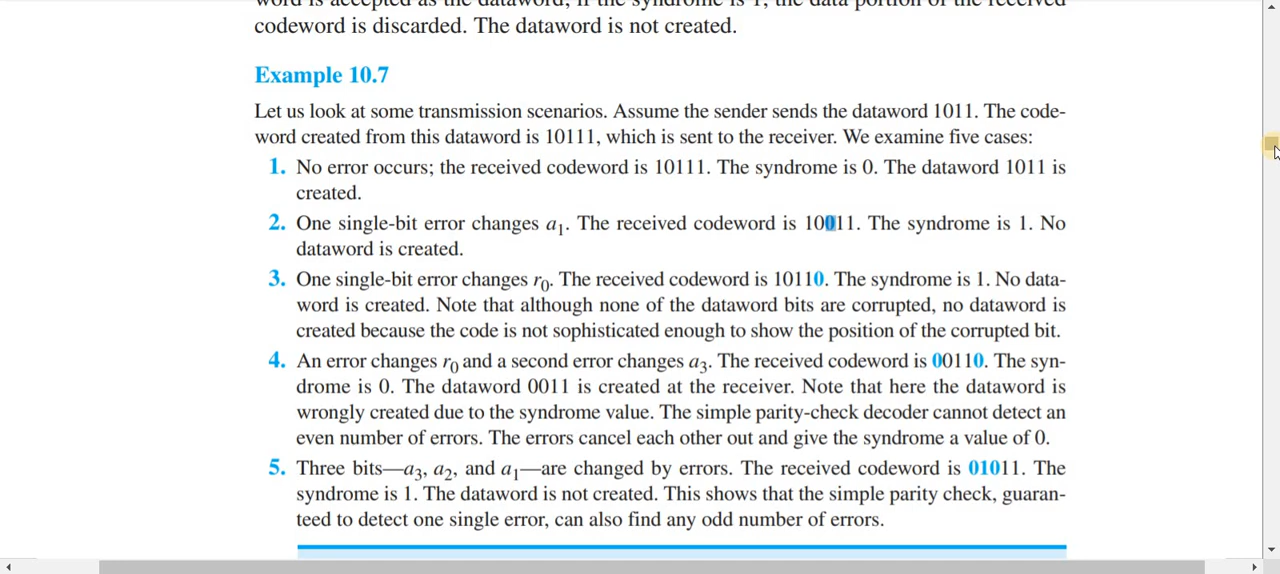 codeword is discarded. The dataword is not created.
Example 10.7
Let us look at some transmission scenarios. Assume the sender sends the dataword 1011. The code-
word created from this dataword is 10111, which is sent to the receiver. We examine five cases:
1. No error occurs; the received codeword is 10111. The syndrome is 0. The dataword 1011 is
created.
2. One single-bit error changes a₁. The received codeword is 10011. The syndrome is 1. No
dataword is created.
3. One single-bit error changes r₀. The received codeword is 10110. The syndrome is 1. No data-
word is created. Note that although none of the dataword bits are corrupted, no dataword is
created because the code is not sophisticated enough to show the position of the corrupted bit.
4. An error changes r₀ and a second error changes a₃. The received codeword is 00110. The syn-
drome is 0. The dataword 0011 is created at the receiver. Note that here the dataword is
wrongly created due to the syndrome value. The simple parity-check decoder cannot detect an
even number of errors. The errors cancel each other out and give the syndrome a value of 0.
5. Three bits—a₃, a₂, and a₁—are changed by errors. The received codeword is 01011. The
syndrome is 1. The dataword is not created. This shows that the simple parity check, guaran-
teed to detect one single error, can also find any odd number of errors.